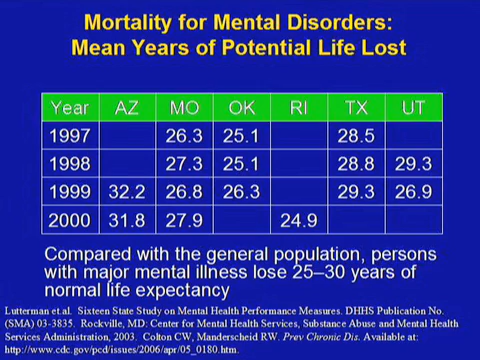 Mortality for Mental Disorders:
Mean Years of Potential Life Lost
Year AZ MO OK RI TX UT
1997 26.3 25.1 28.5
1998 27.3 25.1 28.8 29.3
1999 32.2 26.8 26.3 29.3 26.9
2000 31.8 27.9 24.9
Compared with the general population, persons
with major mental illness lose 25–30 years of
normal life expectancy
Lutterman et.al. Sixteen State Study on Mental Health Performance Measures. DHHS Publication No.
(SMA) 03-3835. Rockville, MD: Center for Mental Health Services, Substance Abuse and Mental Health
Services Administration, 2003. Colton CW, Manderscheid RW. Prev Chronic Dis. Available at:
http://www.cdc.gov/pcd/issues/2006/apr/05_0180.htm.